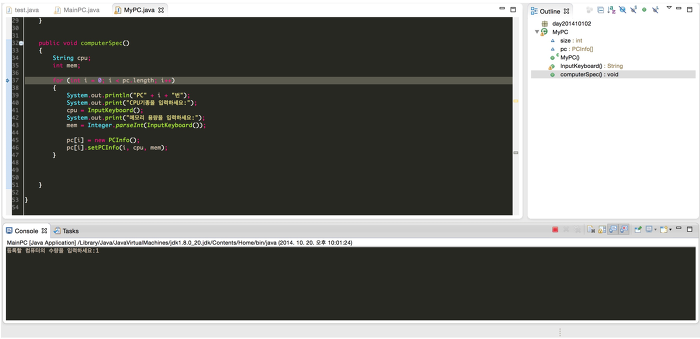 test.java
MainPC.java
MyPC.java
29 }
30
31
32 public void computerSpec()
33 {
34 String cpu;
35 int mem;
36
37 for (int i = 0; i < pc.length; i++)
38 {
39 System.out.println("PC" + i + "번");
40 System.out.print("CPU기종을 입력하세요:");
41 cpu = InputKeyboard();
42 System.out.print("메모리 용량을 입력하세요:");
43 mem = Integer.parseInt(InputKeyboard());
44
45 pc[i] = new PCInfo();
46 pc[i].setPCInfo(i, cpu, mem);
47 }
48
49
50
51 }
52
53 }
54
Outline
day201410102
MyPC
size : int
pc : PCInfo[]
MyPC()
InputKeyboard() : String
computerSpec() : void
Console
Tasks
MainPC [Java Application] /Library/Java/JavaVirtualMachines/jdk1.8.0_20.jdk/Contents/Home/bin/java (2014. 10. 20. 오후 10:01:24)
등록할 컴퓨터의 수량을 입력하세요:1